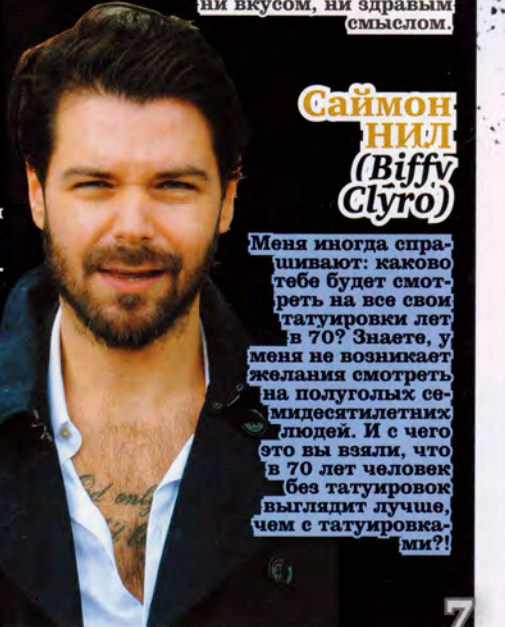 ни вкусом, ни здравым
смыслом.
Саймон
НИЛ
(Biffy
Clyro)
Меня иногда спра-
шивают: каково
тебе будет смот-
реть на все свои
татуировки лет
в 70? Знаете, у
меня не возникает
желания смотреть
на полуголых се-
мидесятилетних
людей. И с чего
это вы взяли, что
в 70 лет человек
без татуировок
выглядит лучше,
чем с татуировка-
ми?!
God only
7